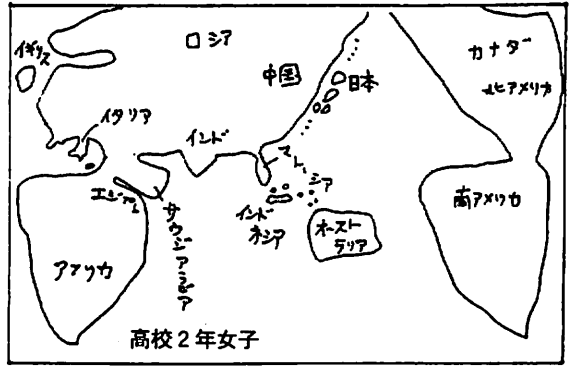 イギリス
ロシア
カナダ
北アメリカ
中国
日本
イタリア
インド
マレーシア
エジプト
サウジアラビア
インド
ネシア
オースト
ラリア
南アメリカ
アフリカ
高校2年女子